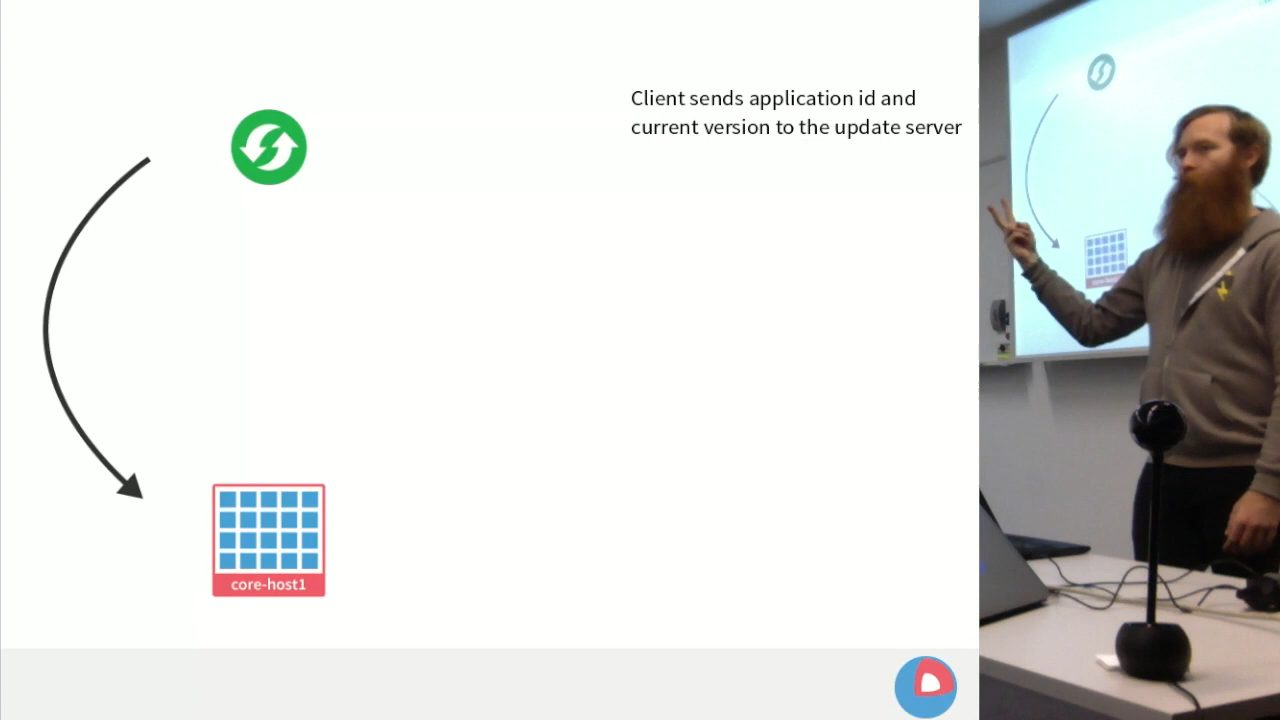 Client sends application id and
current version to the update server
core-host1